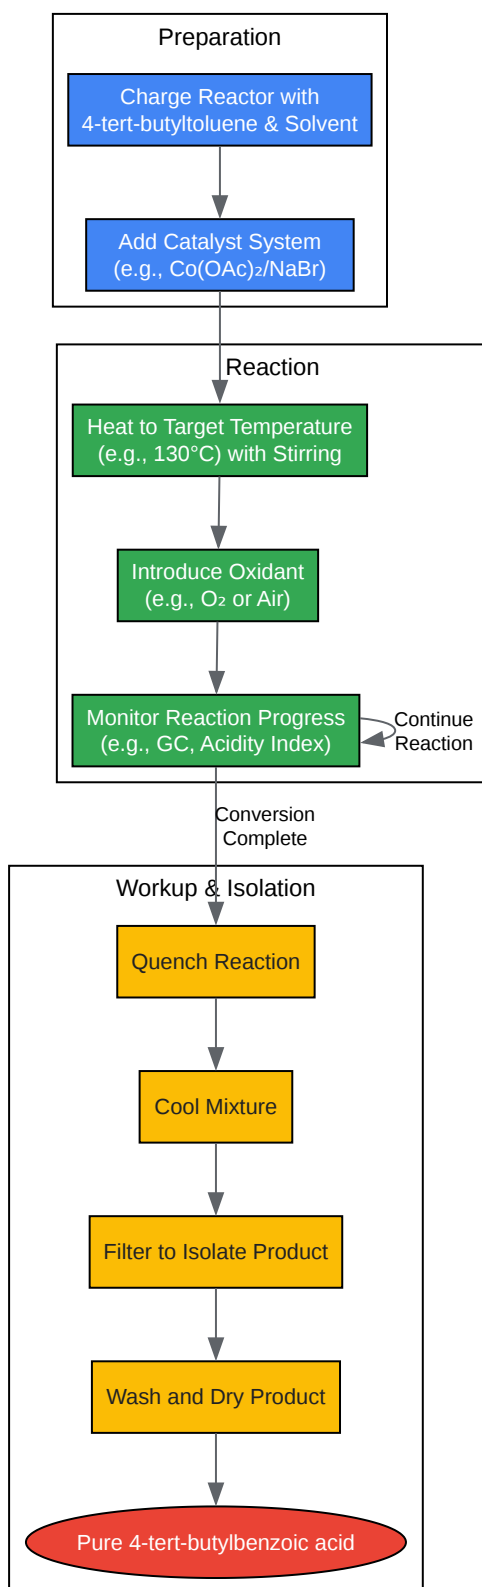 Preparation
Charge Reactor with
4-tert-butyltoluene & Solvent
Add Catalyst System
(e.g., Co(OAc)₂/NaBr)
Reaction
Heat to Target Temperature
(e.g., 130°C) with Stirring
Introduce Oxidant
(e.g., O₂ or Air)
Monitor Reaction Progress
(e.g., GC, Acidity Index)
Continue
Reaction
Conversion
Complete
Workup & Isolation
Quench Reaction
Cool Mixture
Filter to Isolate Product
Wash and Dry Product
Pure 4-tert-butylbenzoic acid